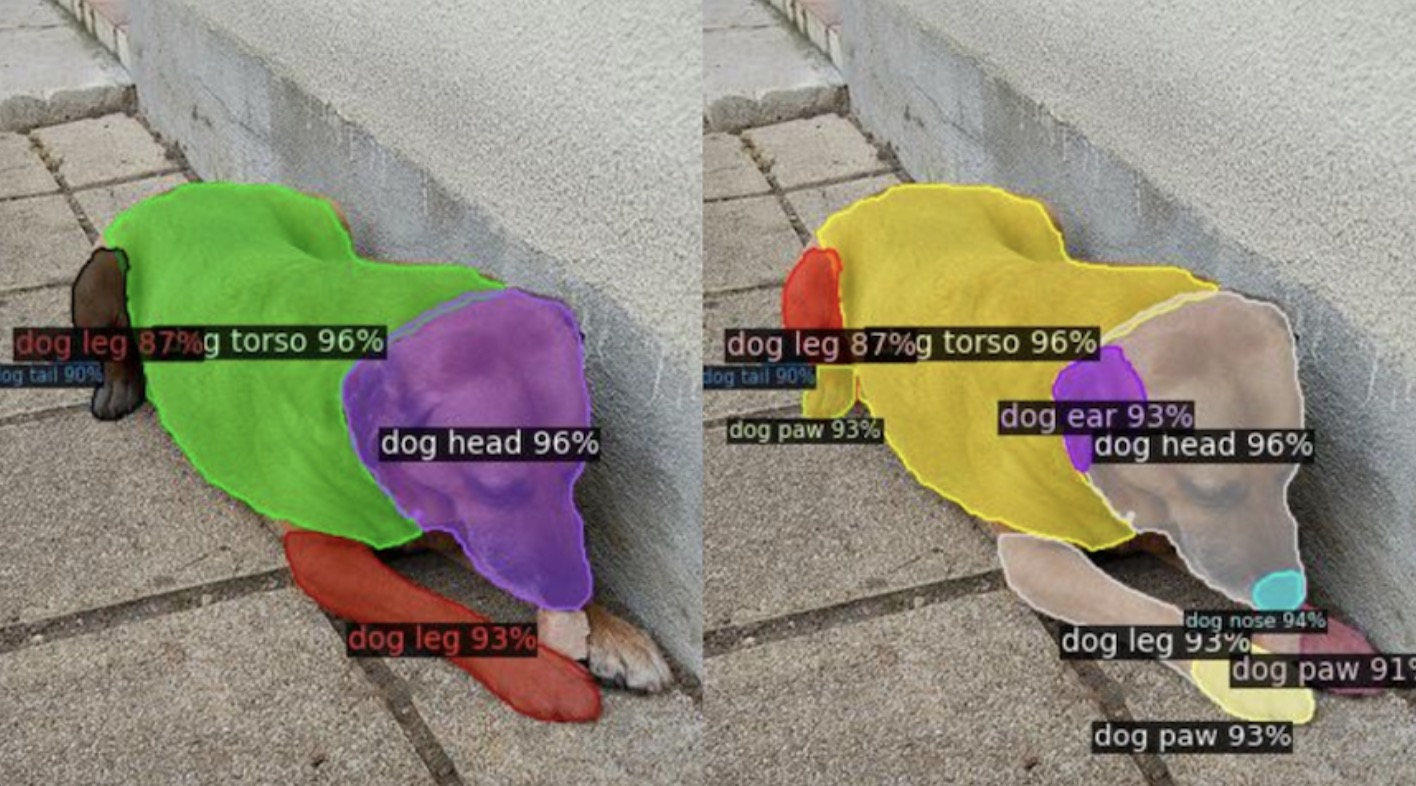 dog leg 87%
g torso 96%
og tail 90%
dog head 96%
dog leg 93%
dog leg 87%
g torso 96%
dog tail 90%
dog paw 93%
dog ear 93%
dog head 96%
dog nose 94%
dog leg 93%
dog paw 91%
dog paw 93%